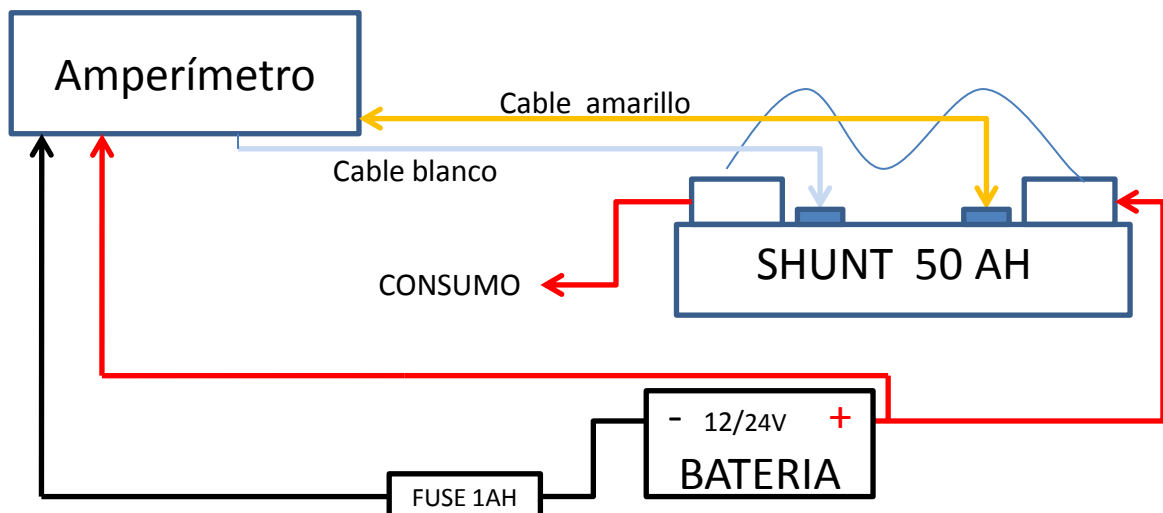 Amperímetro
Cable  amarillo
Cable blanco
SHUNT  50 AH
CONSUMO
- 12/24V +
BATERIA
FUSE 1AH